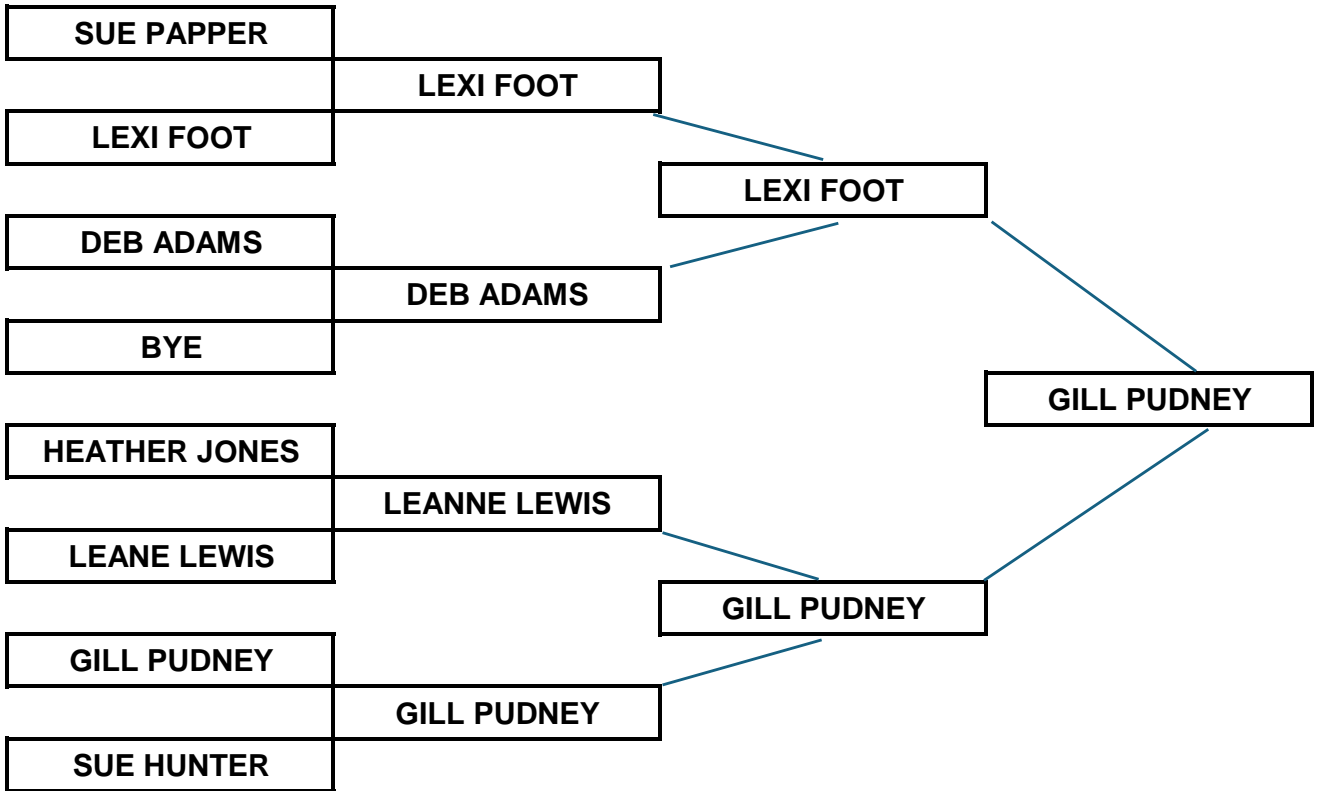 SUE PAPPER
LEXI FOOT
LEXI FOOT
LEXI FOOT
DEB ADAMS
DEB ADAMS
BYE
GILL PUDNEY
HEATHER JONES
LEANNE LEWIS
LEANE LEWIS
GILL PUDNEY
GILL PUDNEY
GILL PUDNEY
SUE HUNTER